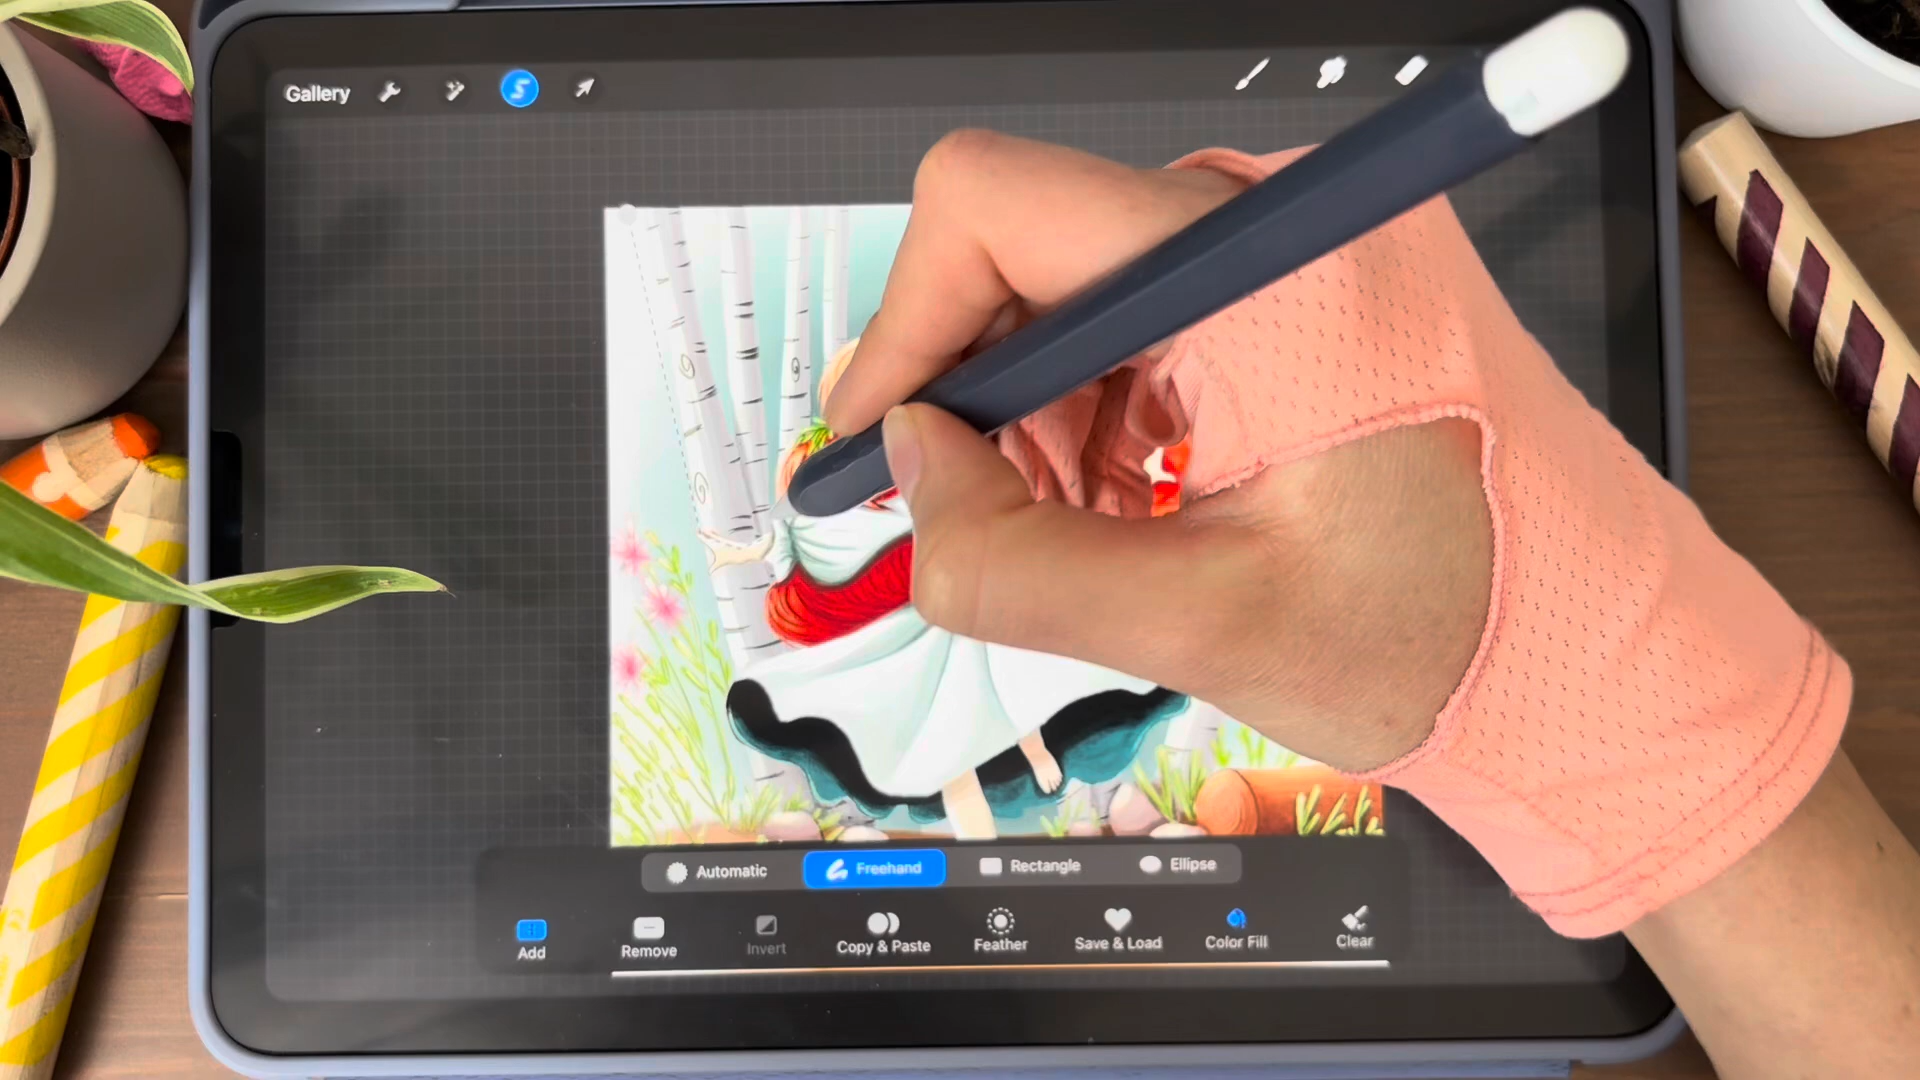 Gallery
Automatic Freehand Rectangle Ellipse
Add Remove Invert Copy & Paste Feather Save & Load Color Fill Clear